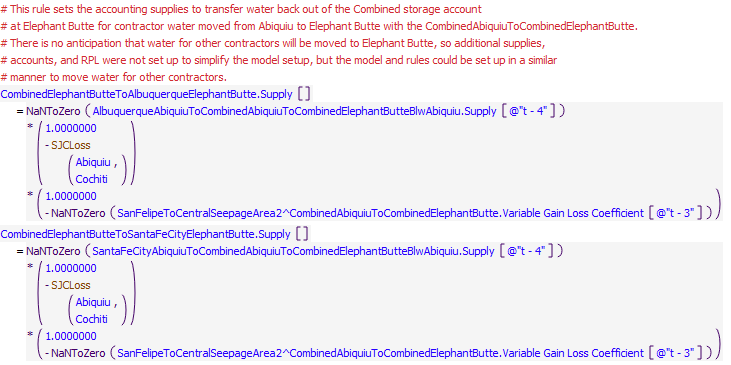 # This rule sets the accounting supplies to transfer water back out of the Combined storage account
# at Elephant Butte for contractor water moved from Abiquiu to Elephant Butte with the CombinedAbiquiuToCombinedElephantButte.
# There is no anticipation that water for other contractors will be moved to Elephant Butte, so additional supplies,
# accounts, and RPL were not set up to simplify the model setup, but the model and rules could be set up in a similar
# manner to move water for other contractors.
CombinedElephantButteToAlbuquerqueElephantButte.Supply []
= NaNToZero ( AlbuquerqueAbiquiuToCombinedAbiquiuToCombinedElephantButteBlwAbiquiu.Supply [ @"t - 4" ] )
* ( 1.0000000
- SJCLoss
( Abiquiu ,
Cochiti ) )
* ( 1.0000000
- NaNToZero ( SanFelipeToCentralSeepageArea2^CombinedAbiquiuToCombinedElephantButte.Variable Gain Loss Coefficient [ @"t - 3" ] ) )
CombinedElephantButteToSantaFeCityElephantButte.Supply []
= NaNToZero ( SantaFeCityAbiquiuToCombinedAbiquiuToCombinedElephantButteBlwAbiquiu.Supply [ @"t - 4" ] )
* ( 1.0000000
- SJCLoss
( Abiquiu ,
Cochiti ) )
* ( 1.0000000
- NaNToZero ( SanFelipeToCentralSeepageArea2^CombinedAbiquiuToCombinedElephantButte.Variable Gain Loss Coefficient [ @"t - 3" ] ) )